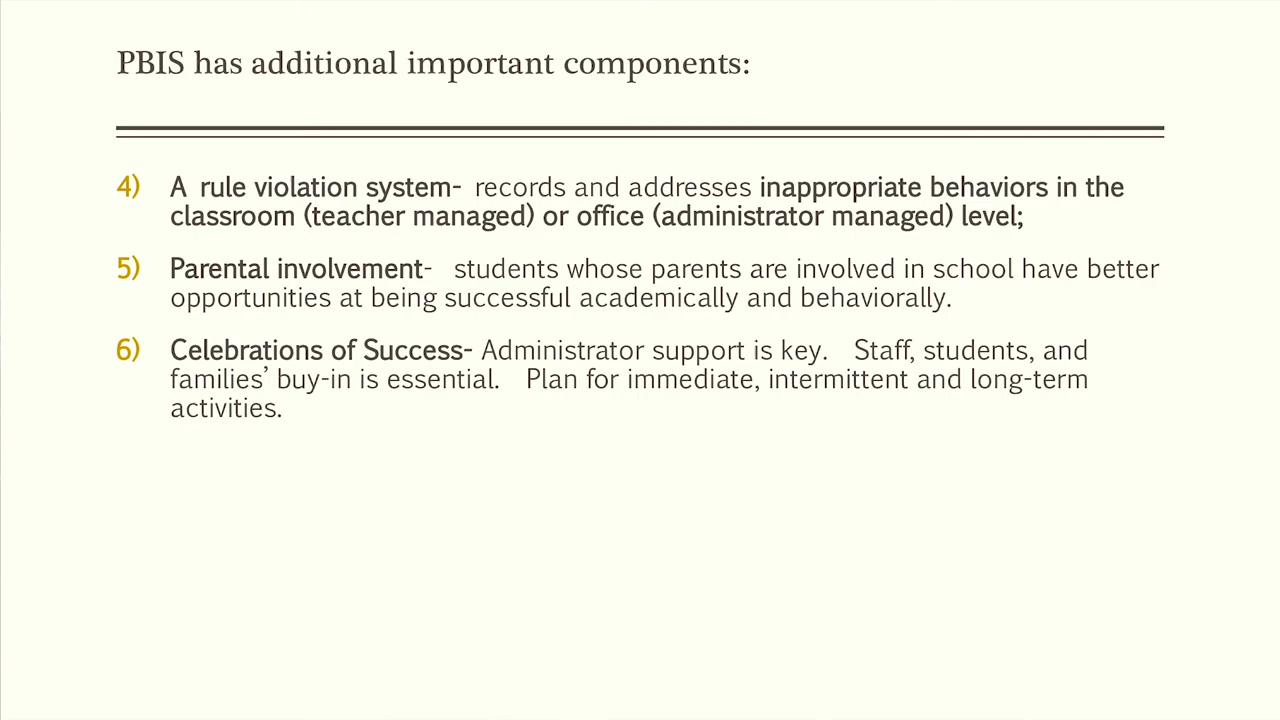 PBIS has additional important components:
4) A rule violation system- records and addresses inappropriate behaviors in the
classroom (teacher managed) or office (administrator managed) level;
5) Parental involvement- students whose parents are involved in school have better
opportunities at being successful academically and behaviorally.
6) Celebrations of Success- Administrator support is key. Staff, students, and
families’ buy-in is essential. Plan for immediate, intermittent and long-term
activities.